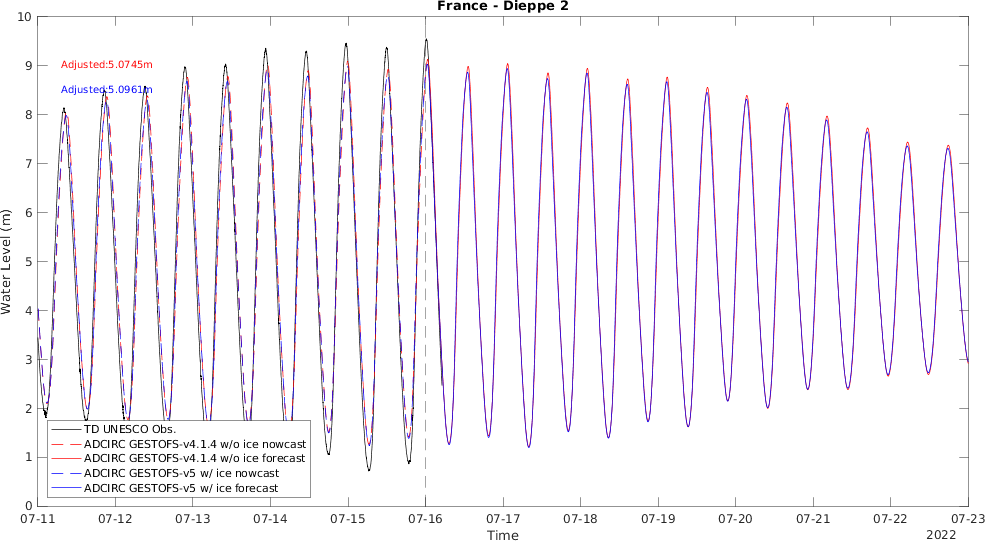 France - Dieppe 2
10
9
8
7
6
5
4
3
2
1
0
Water Level (m)
Adjusted:5.0745m
Adjusted:5.0961m
TD UNESCO Obs.
ADCIRC GESTOFS-v4.1.4 w/o ice nowcast
ADCIRC GESTOFS-v4.1.4 w/o ice forecast
ADCIRC GESTOFS-v5 w/ ice nowcast
ADCIRC GESTOFS-v5 w/ ice forecast
07-11 07-12 07-13 07-14 07-15 07-16 07-17 07-18 07-19 07-20 07-21 07-22 07-23
Time
2022